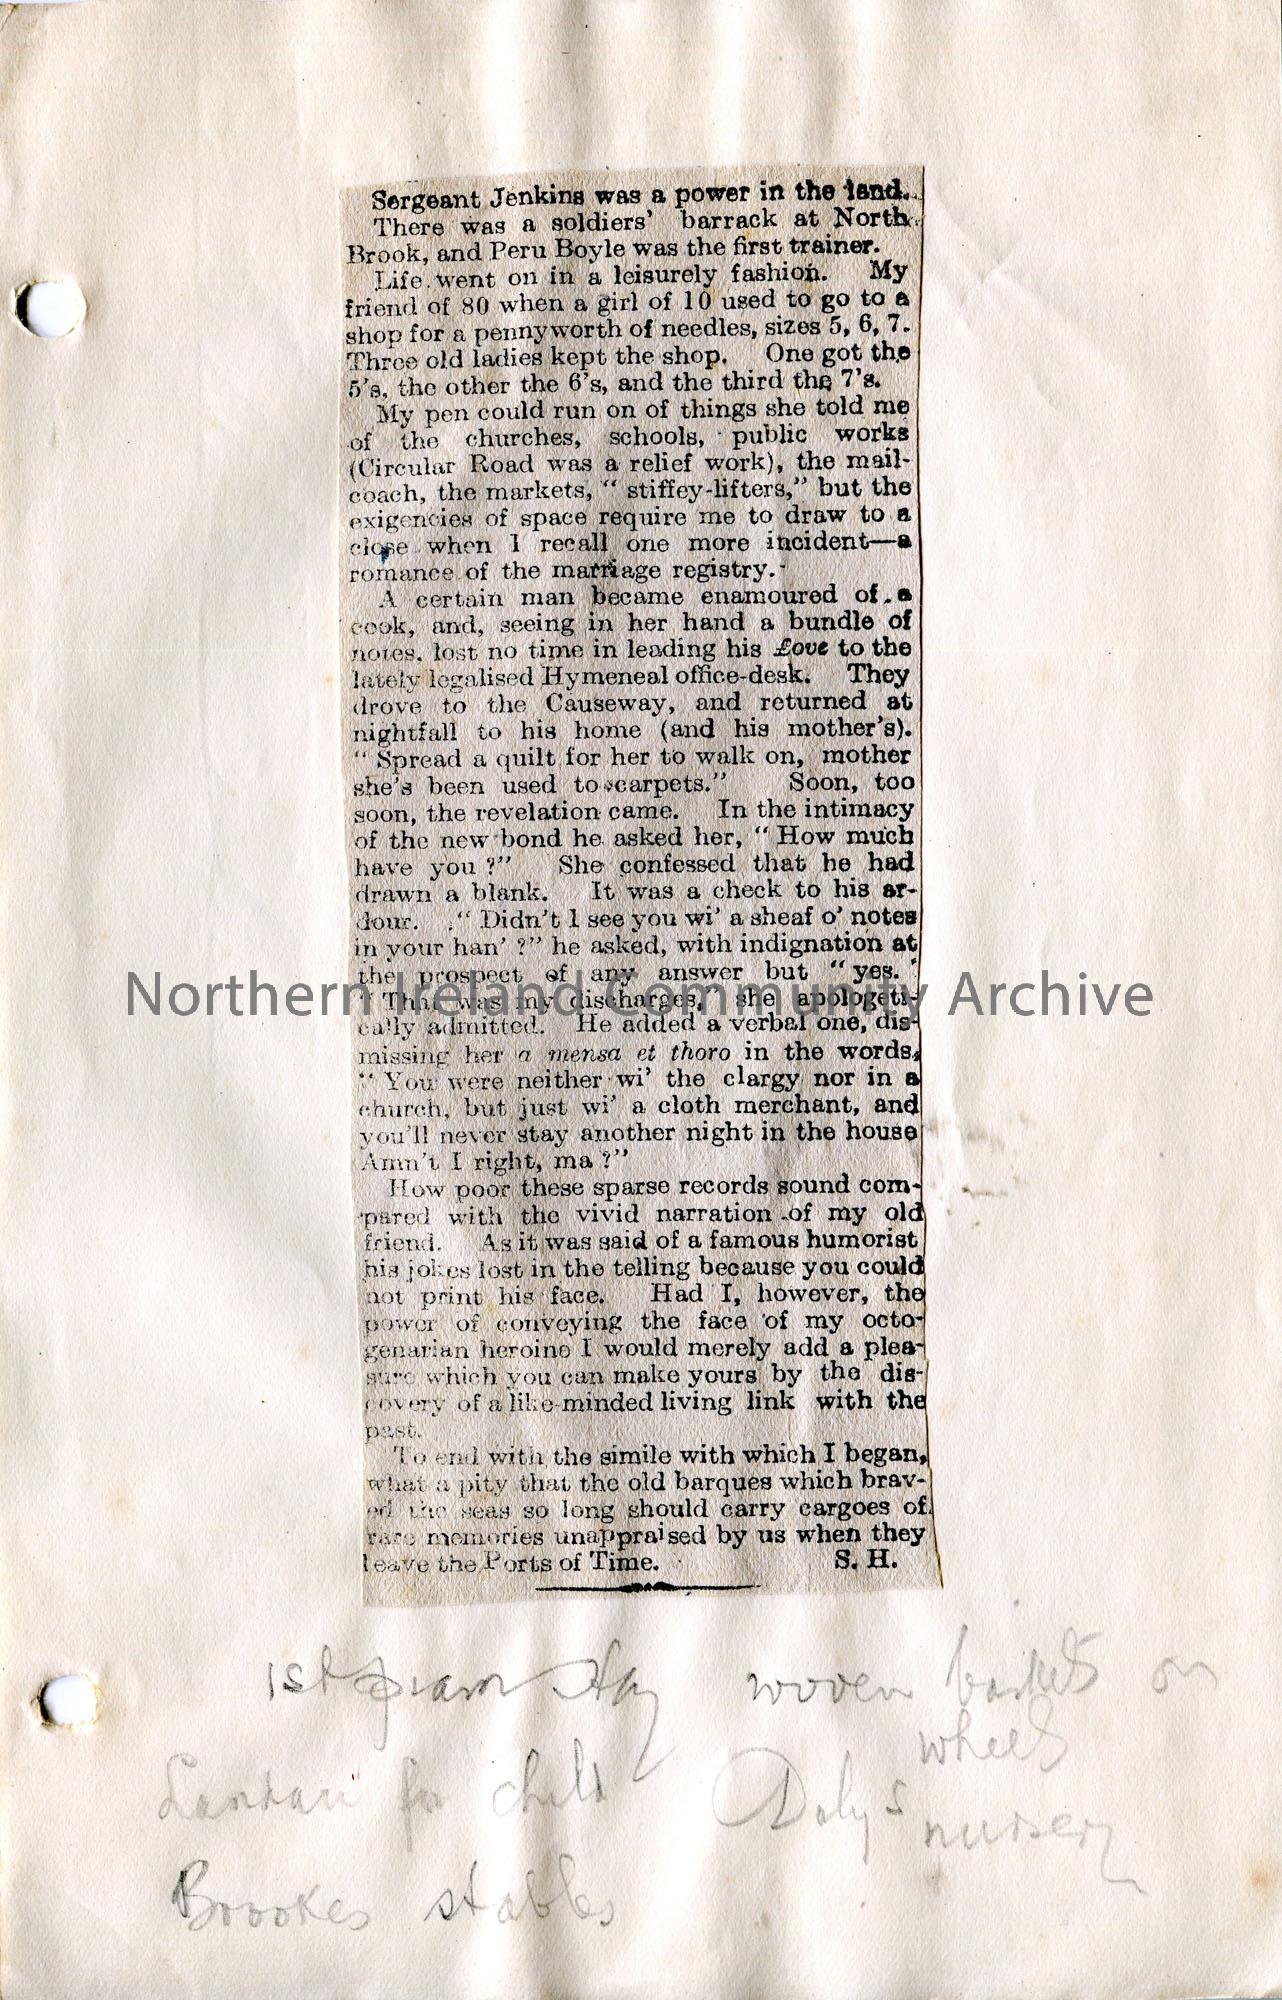 Sergeant Jenkins was a power in the land.
There was a soldiers' barrack at North
Brook, and Peru Boyle was the first trainer.
Life went on in a leisurely fashion. My
friend of 80 when a girl of 10 used to go to a
shop for a pennyworth of needles, sizes 5, 6, 7.
Three old ladies kept the shop. One got the
5's, the other the 6's, and the third the 7's.
My pen could run on of things she told me
of the churches, schools, public works
(Circular Road was a relief work), the mail-
coach, the markets, "stiffey-lifters," but the
exigencies of space require me to draw to a
close when I recall one more incident—a
romance of the marriage registry.
A certain man became enamoured of a
cook, and, seeing in her hand a bundle of
notes, lost no time in leading his £ove to the
lately legalised Hymeneal office-desk. They
drove to the Causeway, and returned at
nightfall to his home (and his mother's).
"Spread a quilt for her to walk on, mother
she's been used to carpets." Soon, too
soon, the revelation came. In the intimacy
of the new bond he asked her, "How much
have you?" She confessed that he had
drawn a blank. It was a check to his ar-
dour. "Didn't I see you wi' a sheaf o' notes
in your han'?" he asked, with indignation at
the prospect of any answer but "yes."
"That was my discharges," she apologeti-
cally admitted. He added a verbal one, dis-
missing her a mensa et thoro in the words,
"You were neither wi' the clargy nor in a
church, but just wi' a cloth merchant, and
you'll never stay another night in the house
Amn't I right, ma?"
How poor these sparse records sound com-
pared with the vivid narration of my old
friend. As it was said of a famous humorist
his jokes lost in the telling because you could
not print his face. Had I, however, the
power of conveying the face of my octo-
genarian heroine I would merely add a plea-
sure which you can make yours by the dis-
covery of a like-minded living link with the
past.
To end with the simile with which I began,
what a pity that the old barques which brav-
ed the seas so long should carry cargoes of
rare memories unappraised by us when they
leave the Ports of Time. S. H.
Northern Ireland Community Archive
1st pram woven basket on
wheels
for child Daly's nursery
Brookes stables